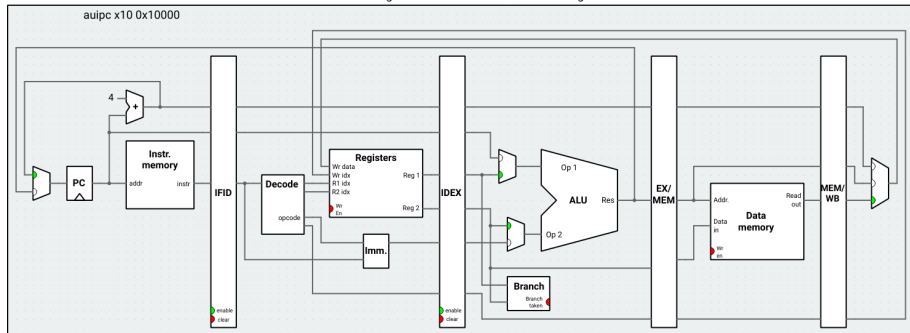 auipc x10 0x10000
4
+
PC
Instr.
memory
addr
instr
IFID
enable
clear
Decode
opcode
Registers
Wr data
Wr idx
R1 idx
R2 idx
Wr
En
Reg 1
Reg 2
Imm.
IDEX
enable
clear
Op 1
ALU
Res
Op 2
Branch
Branch
taken
EX/
MEM
Addr.
Data
in
Data
memory
Read
out
Wr
en
MEM/
WB